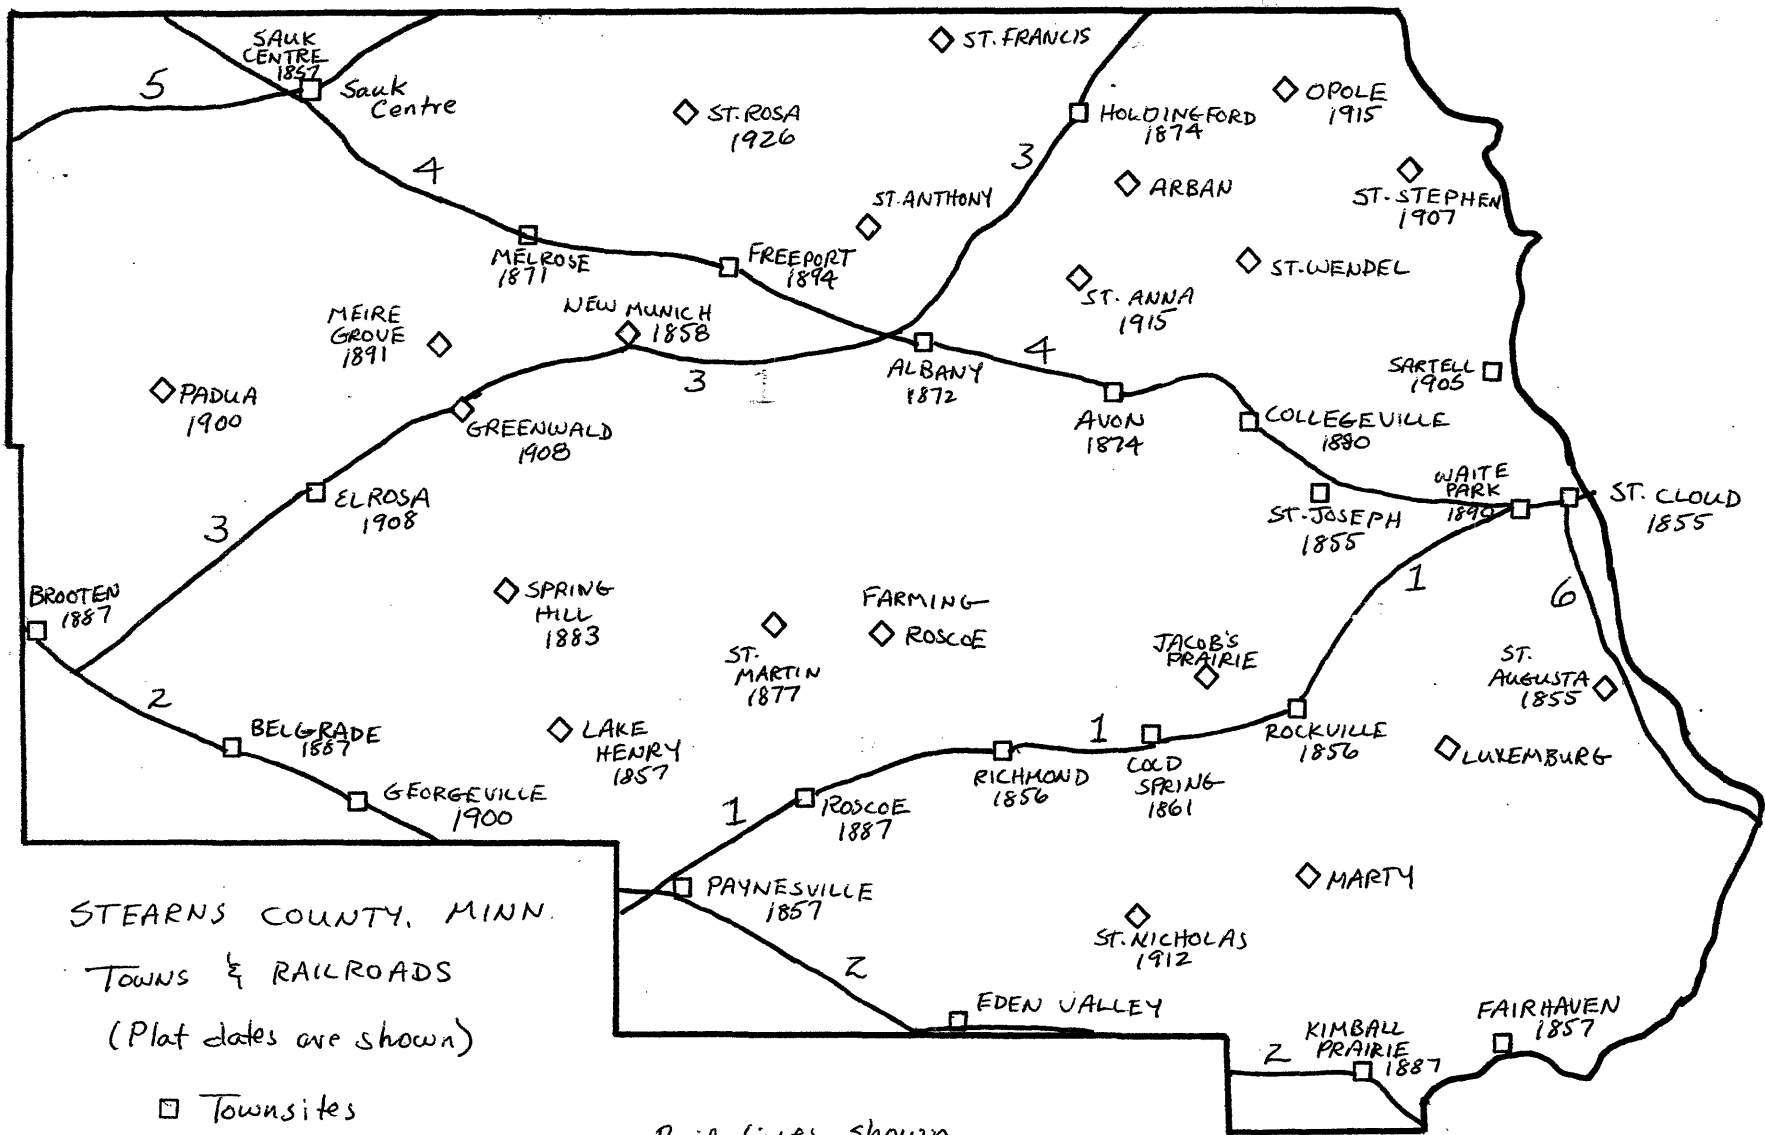 SAUK
CENTRE
1857
Sauk
Centre
5
ST. FRANCIS
ST. ROSA
1926
HOLDINGFORD
1874
OPOLE
1915
3
4
ARBAN
ST. STEPHEN
1907
ST. ANTHONY
MELROSE
1871
FREEPORT
1894
ST. WENDEL
ST. ANNA
1915
MEIRE
GROVE
1891
NEW MUNICH
1858
3
1
ALBANY
1872
4
SARTELL
1905
PADUA
1900
GREENWALD
1908
AVON
1874
COLLEGEVILLE
1880
ELROSA
1908
3
WAITE
PARK
1890
ST. JOSEPH
1855
ST. CLOUD
1855
BROOTEN
1887
SPRING
HILL
1883
FARMING
ROSCOE
ST.
MARTIN
1877
1
6
JACOB'S
PRAIRIE
ST.
AUGUSTA
1855
2
BELGRADE
1887
LAKE
HENRY
1857
1
ROCKVILLE
1856
RICHMOND
1856
COLD
SPRING
1861
LUXEMBURG
GEORGEVILLE
1900
1
ROSCOE
1887
PAYNESVILLE
1857
MARTY
ST. NICHOLAS
1912
2
EDEN VALLEY
KIMBALL
PRAIRIE
1887
2
FAIRHAVEN
1857
STEARNS COUNTY, MINN.
TOWNS & RAILROADS
(Plat dates are shown)
Townsites
Rail lines shown